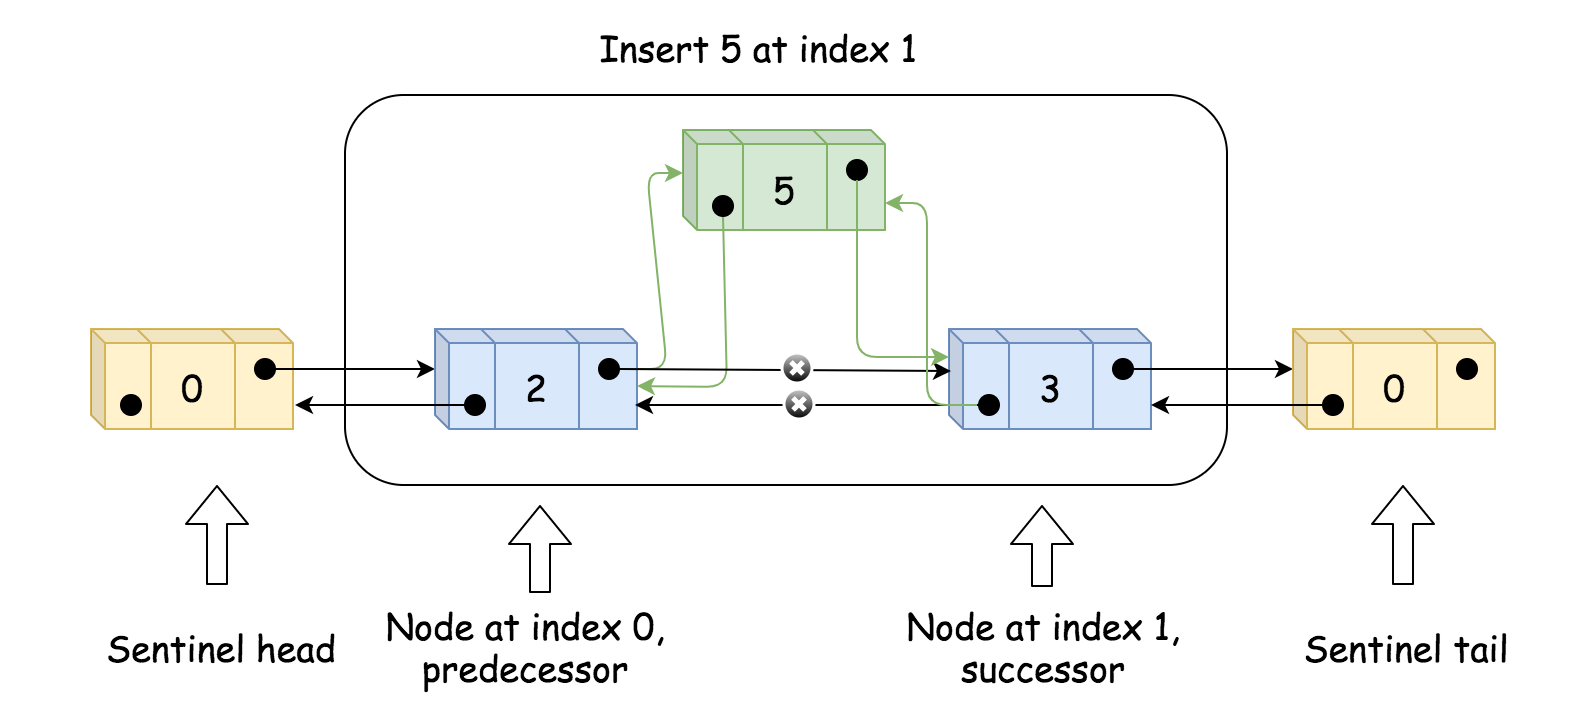 Insert 5 at index 1
5
0
2
3
0
Sentinel head
Node at index 0,
predecessor
Node at index 1,
successor
Sentinel tail